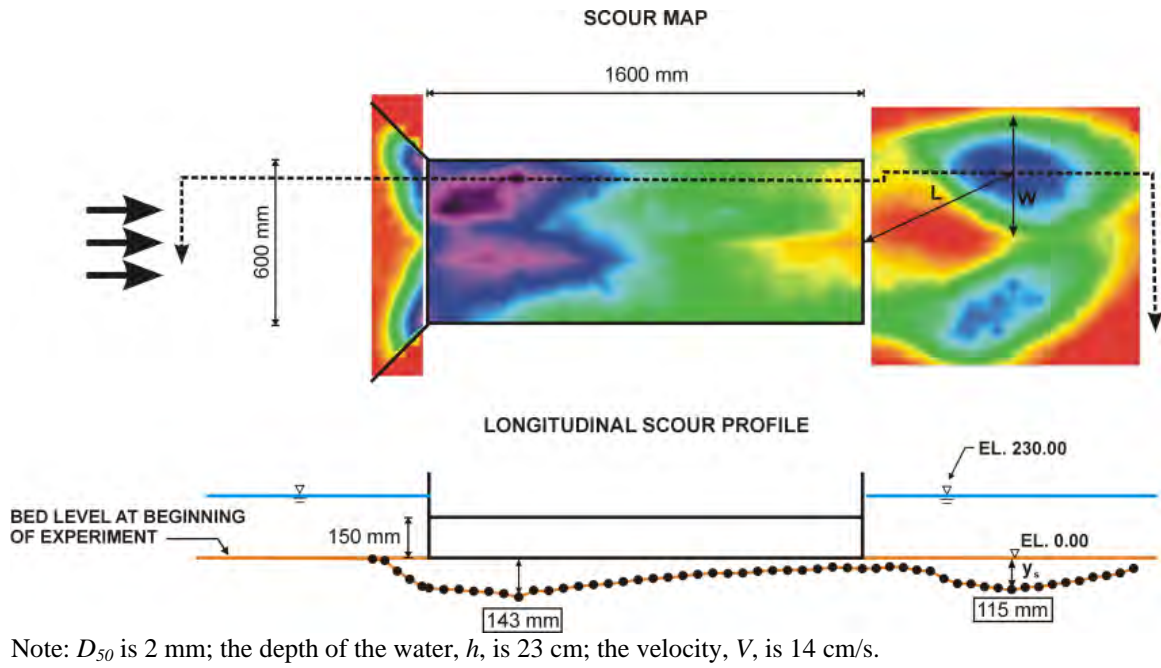 SCOUR MAP
1600 mm
600 mm
L
W
LONGITUDINAL SCOUR PROFILE
EL. 230.00
BED LEVEL AT BEGINNING
OF EXPERIMENT
150 mm
EL. 0.00
yₛ
143 mm
115 mm
Note: D₅₀ is 2 mm; the depth of the water, h, is 23 cm; the velocity, V, is 14 cm/s.